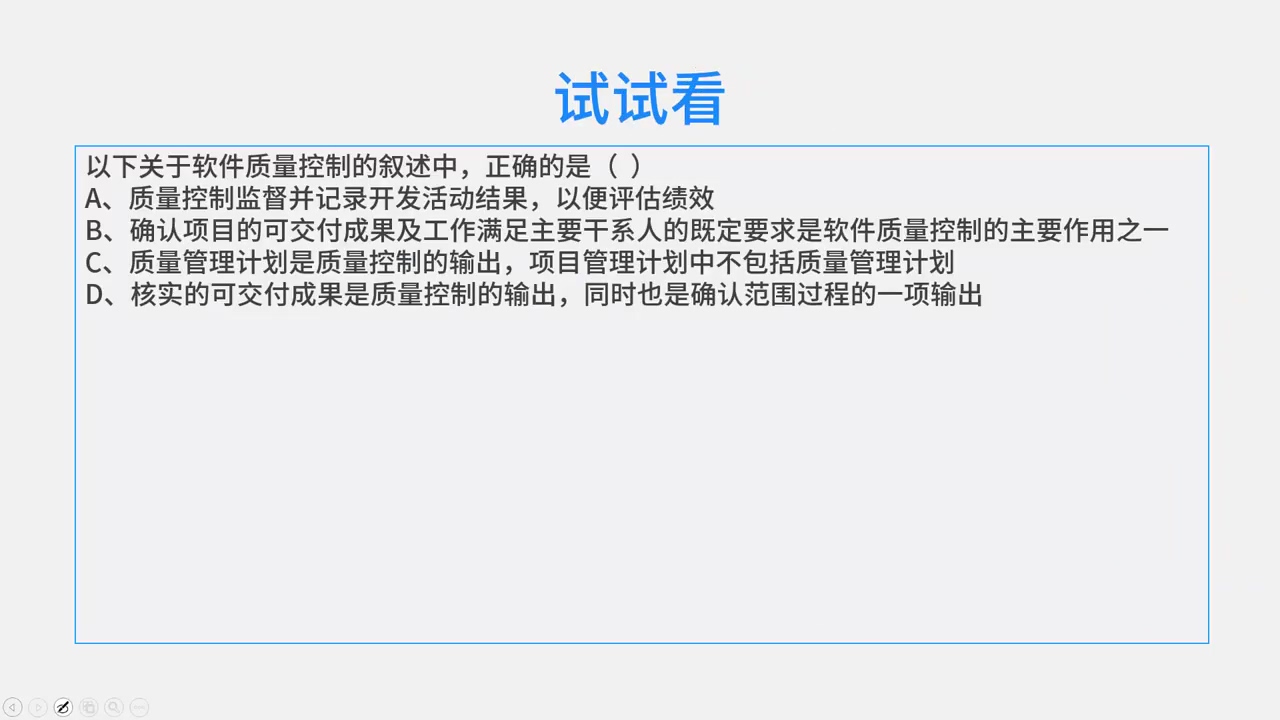 试试看
以下关于软件质量控制的叙述中，正确的是（ ）
A、质量控制监督并记录开发活动结果，以便评估绩效
B、确认项目的可交付成果及工作满足主要干系人的既定要求是软件质量控制的主要作用之一
C、质量管理计划是质量控制的输出，项目管理计划中不包括质量管理计划
D、核实的可交付成果是质量控制的输出，同时也是确认范围过程的一项输出